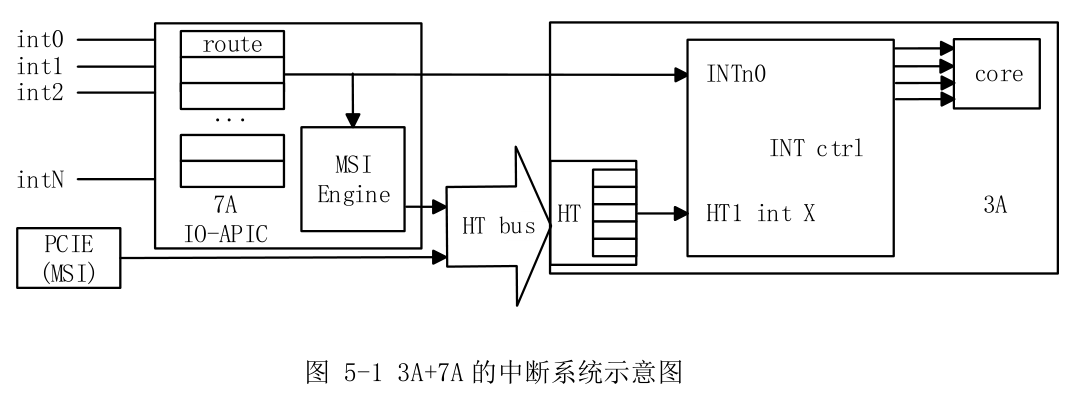 int0
int1
int2
intN
route
...
7A
IO-APIC
MSI
Engine
PCIE
(MSI)
HT bus
HT
INTn0
INT ctrl
HT1 int X
core
3A
图 5-1 3A+7A 的中断系统示意图